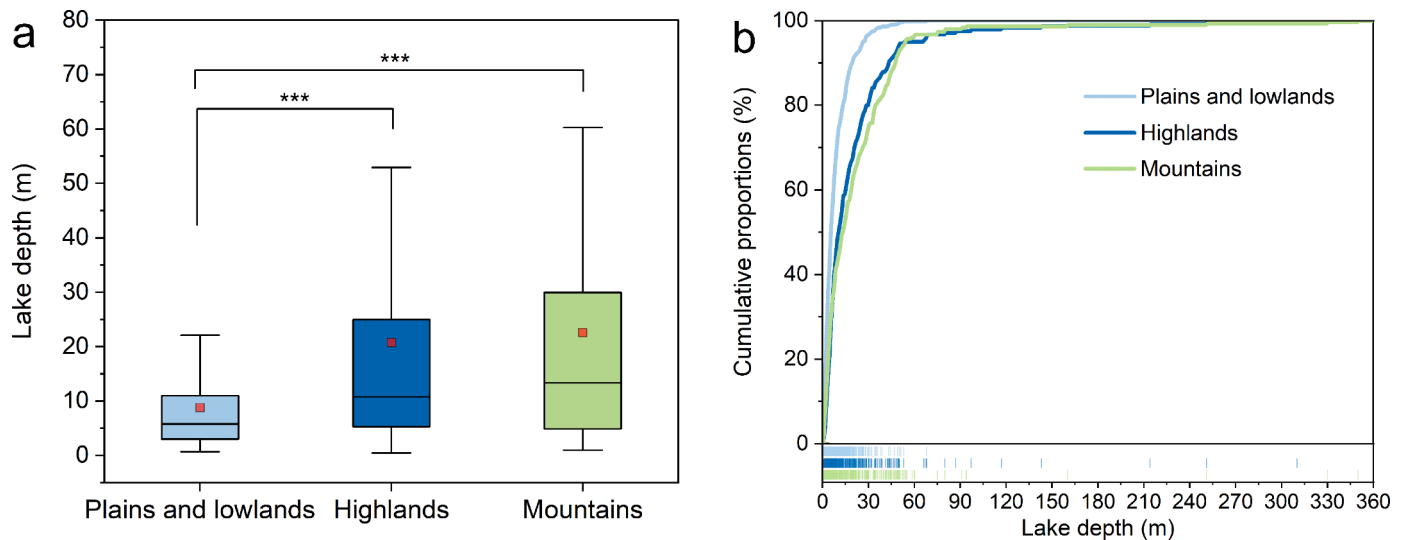 a
80
70
60
50
40
30
20
10
0
Lake depth (m)
***
***
Plains and lowlands Highlands Mountains
b
100
80
60
40
20
0
Cumulative proportions (%)
Plains and lowlands
Highlands
Mountains
0 30 60 90 120 150 180 210 240 270 300 330 360
Lake depth (m)